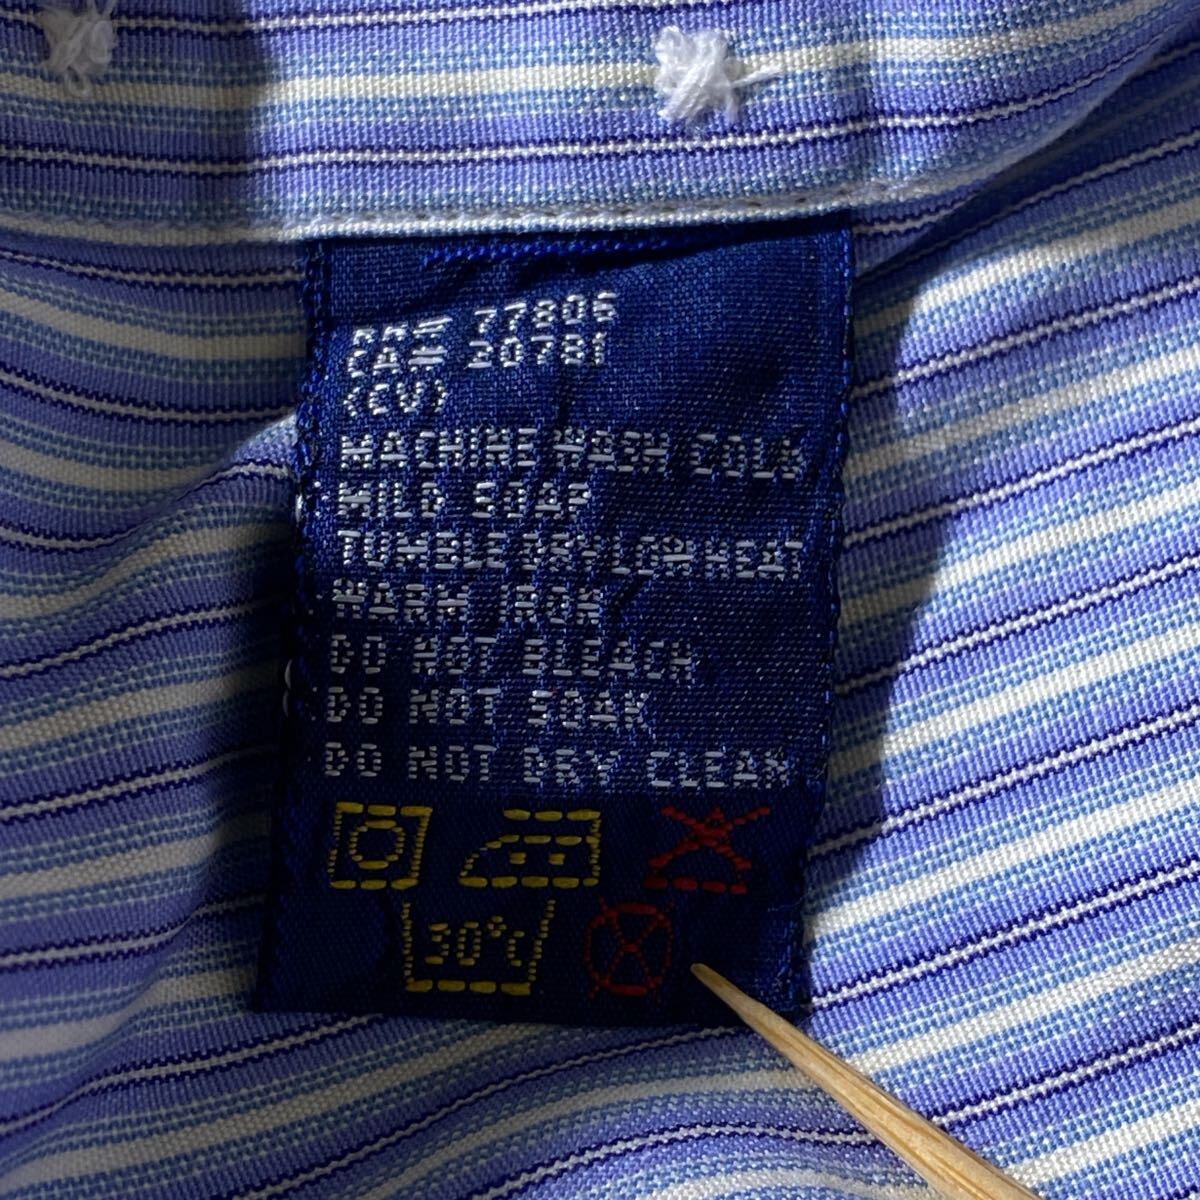 RN# 77806
CA# 20781
(CV)
MACHINE WASH COLD
MILD SOAP
TUMBLE DRY LOW HEAT
WARM IRON
DO NOT BLEACH
DO NOT SOAK
DO NOT DRY CLEAN
30°C